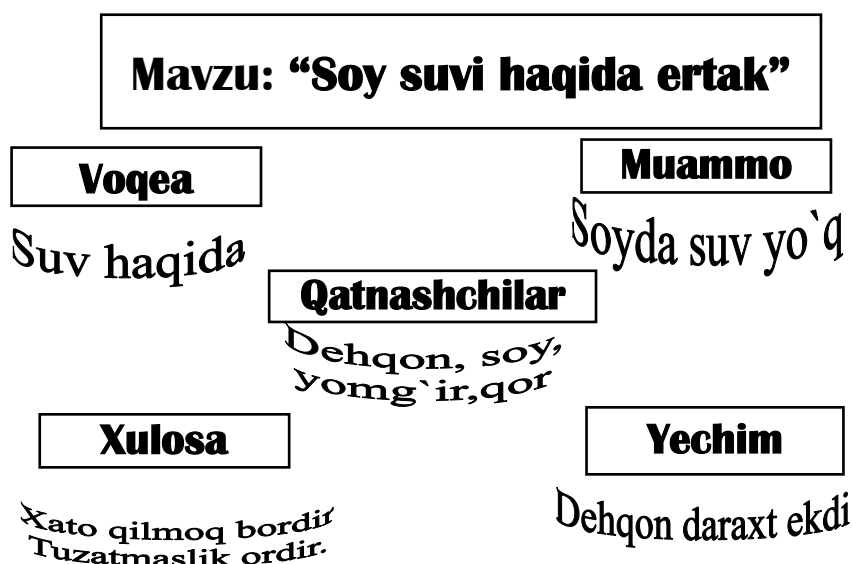 Mavzu: “Soy suvi haqida ertak”
Voqea
Suv haqida
Muammo
Soyda suv yo`q
Qatnashchilar
Dehqon, soy,
yomg`ir,qor
Xulosa
Xato qilmoq bordir
Tuzatmaslik ordir.
Yechim
Dehqon daraxt ekdi